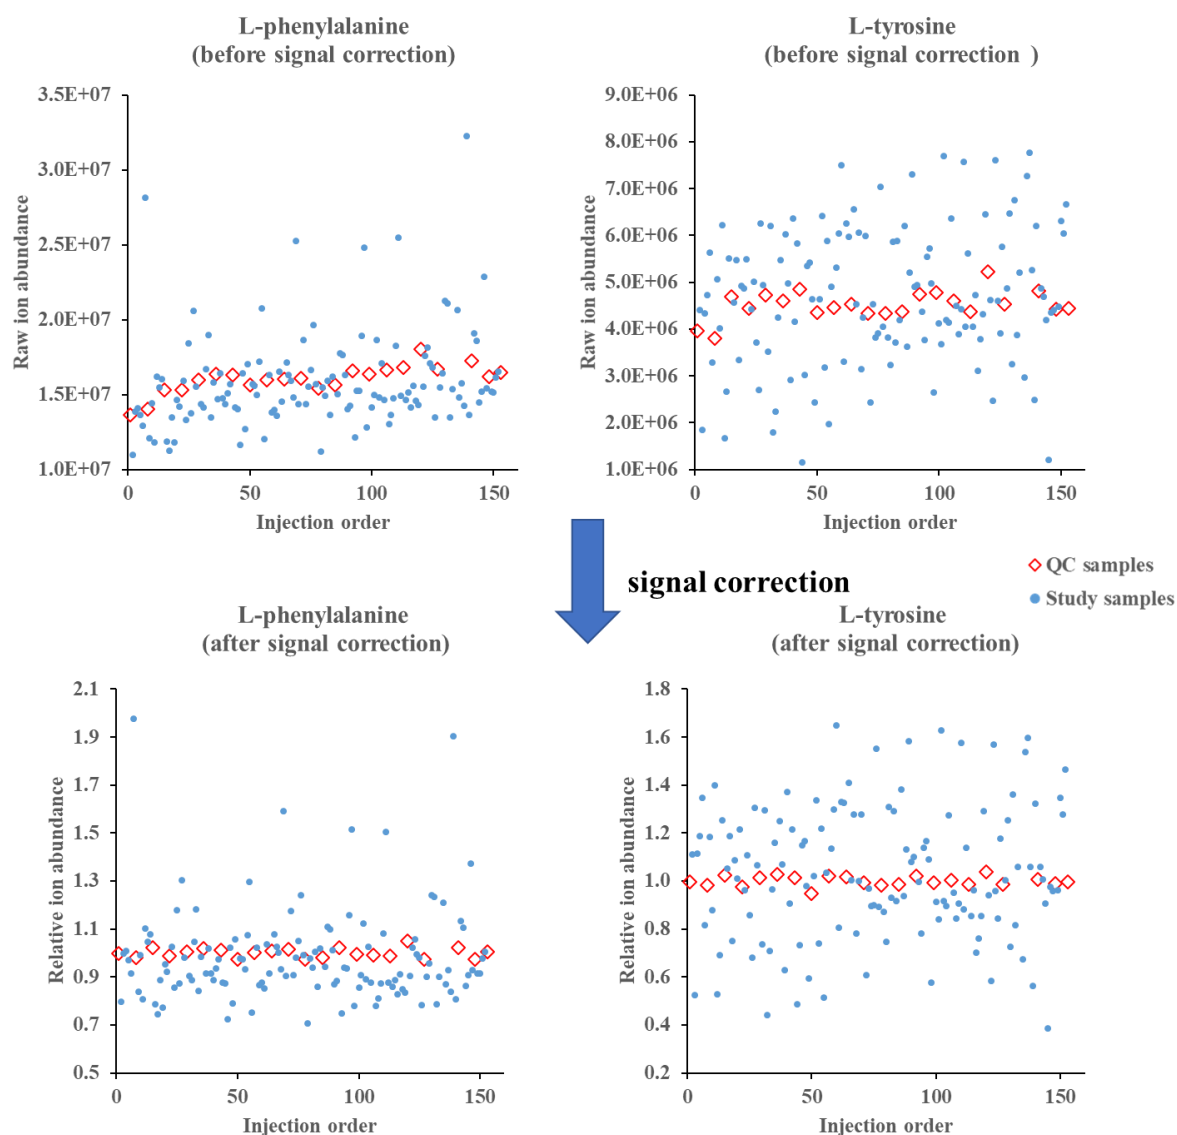 L-phenylalanine
(before signal correction)
3.5E+07
3.0E+07
2.5E+07
2.0E+07
1.5E+07
1.0E+07
Raw ion abundance
0
50
100
150
Injection order
L-tyrosine
(before signal correction )
9.0E+06
8.0E+06
7.0E+06
6.0E+06
5.0E+06
4.0E+06
3.0E+06
2.0E+06
1.0E+06
Raw ion abundance
0
50
100
150
Injection order
signal correction
QC samples
Study samples
L-phenylalanine
(after signal correction)
2.1
1.9
1.7
1.5
1.3
1.1
0.9
0.7
0.5
Relative ion abundance
0
50
100
150
Injection order
L-tyrosine
(after signal correction)
1.8
1.6
1.4
1.2
1.0
0.8
0.6
0.4
0.2
Relative ion abundance
0
50
100
150
Injection order